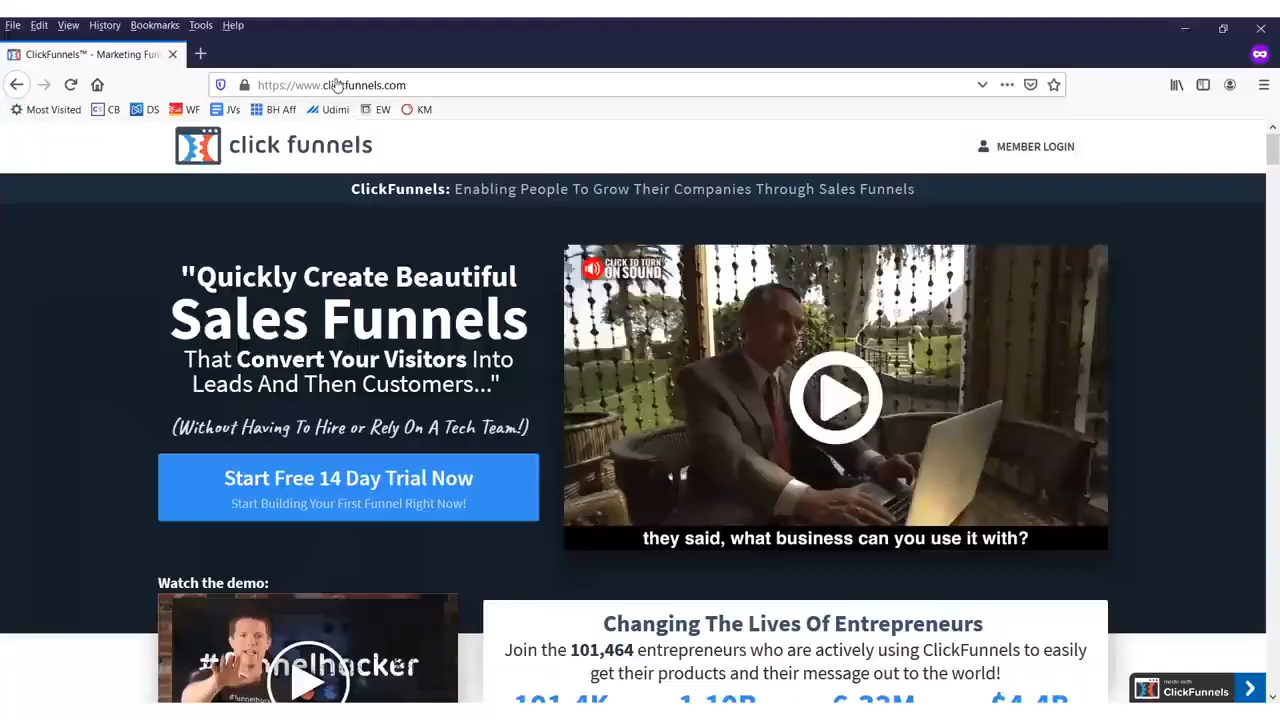 File Edit View History Bookmarks Tools Help
ClickFunnels™ - Marketing Fun
https://www.clickfunnels.com
Most Visited CB DS WF JVs BH Aff Udimi EW KM
click funnels
MEMBER LOGIN
ClickFunnels: Enabling People To Grow Their Companies Through Sales Funnels
"Quickly Create Beautiful
Sales Funnels
That Convert Your Visitors Into
Leads And Then Customers..."
(Without Having To Hire or Rely On A Tech Team!)
Start Free 14 Day Trial Now
Start Building Your First Funnel Right Now!
CLICK TO TURN
ON SOUND
they said, what business can you use it with?
Watch the demo:
Changing The Lives Of Entrepreneurs
Join the 101,464 entrepreneurs who are actively using ClickFunnels to easily
get their products and their message out to the world!
101.4K
made with
ClickFunnels